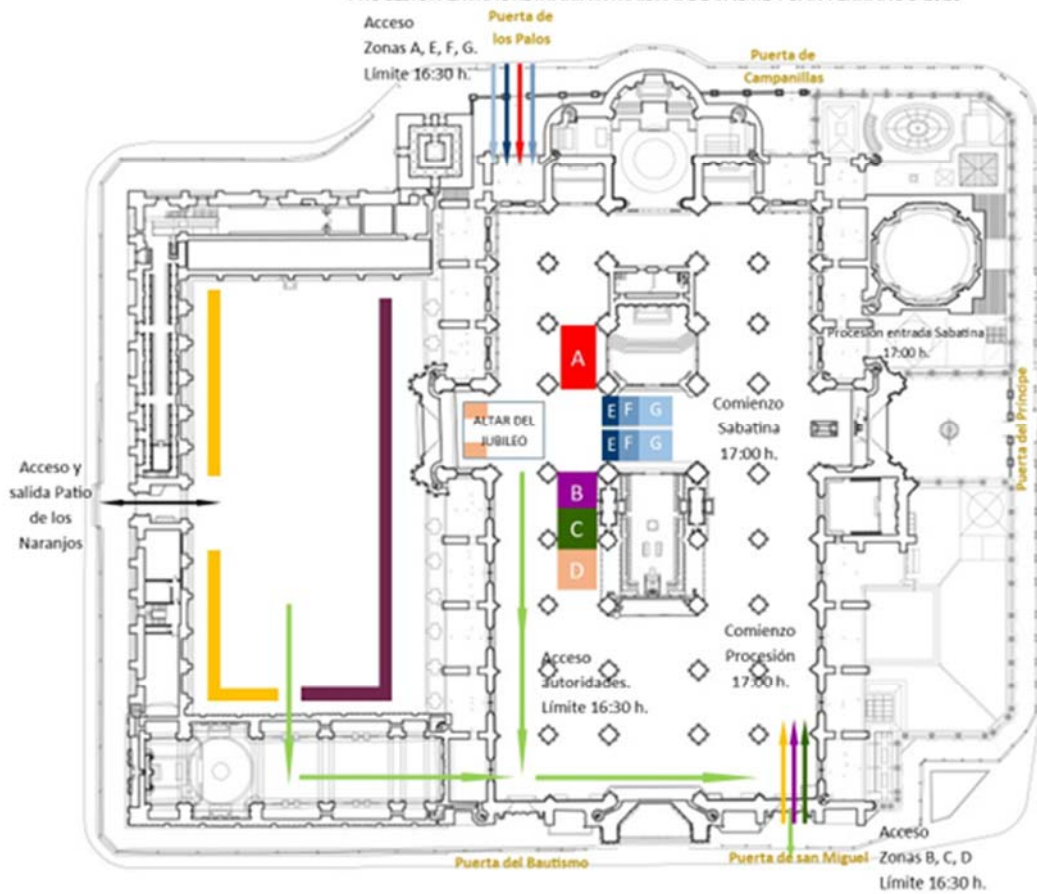 Acceso
Zonas A, E, F, G.
Límite 16:30 h.
Puerta de
los Palos
Puerta de
Campanillas
Procesión entrada Sabatina
17:00 h.
A
ALTAR DEL
JUBILEO
E F G
E F G
Comienzo
Sabatina
17:00 h.
Puerta del Príncipe
Acceso y
salida Patio
de los
Naranjos
B
C
D
Comienzo
Procesión
17:00 h.
Acceso
autoridades.
Límite 16:30 h.
Puerta del Bautismo
Puerta de san Miguel
Acceso
Zonas B, C, D
Límite 16:30 h.